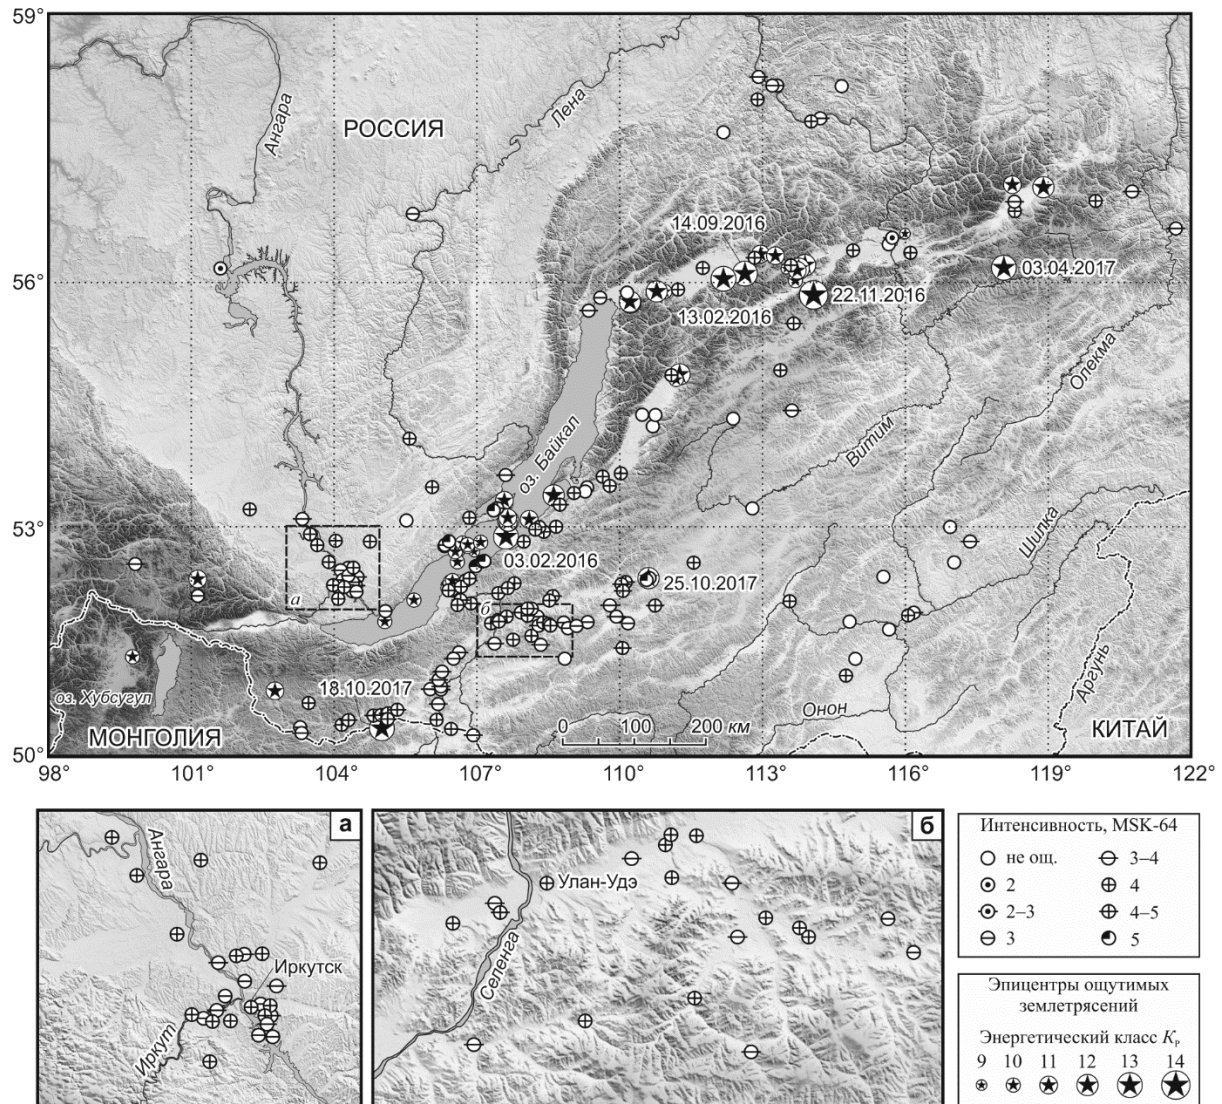 59°
РОССИЯ
Ангара
Лена
14.09.2016
56°
03.04.2017
22.11.2016
13.02.2016
Олекма
оз. Байкал
Витим
53°
Шилка
03.02.2016
25.10.2017
а
б
Аргунь
18.10.2017
оз. Хубсугул
Онон
0 100 200 км
МОНГОЛИЯ
КИТАЙ
50°
98 101 104 107 110 113 116 119 122°
а
Ангара
Иркутск
Иркут
б
Улан-Удэ
Селенга
Интенсивность, MSK-64
не ощ. 3–4
2 4
2–3 4–5
3 5
Эпицентры ощутимых
землетрясений
Энергетический класс Kр
9 10 11 12 13 14